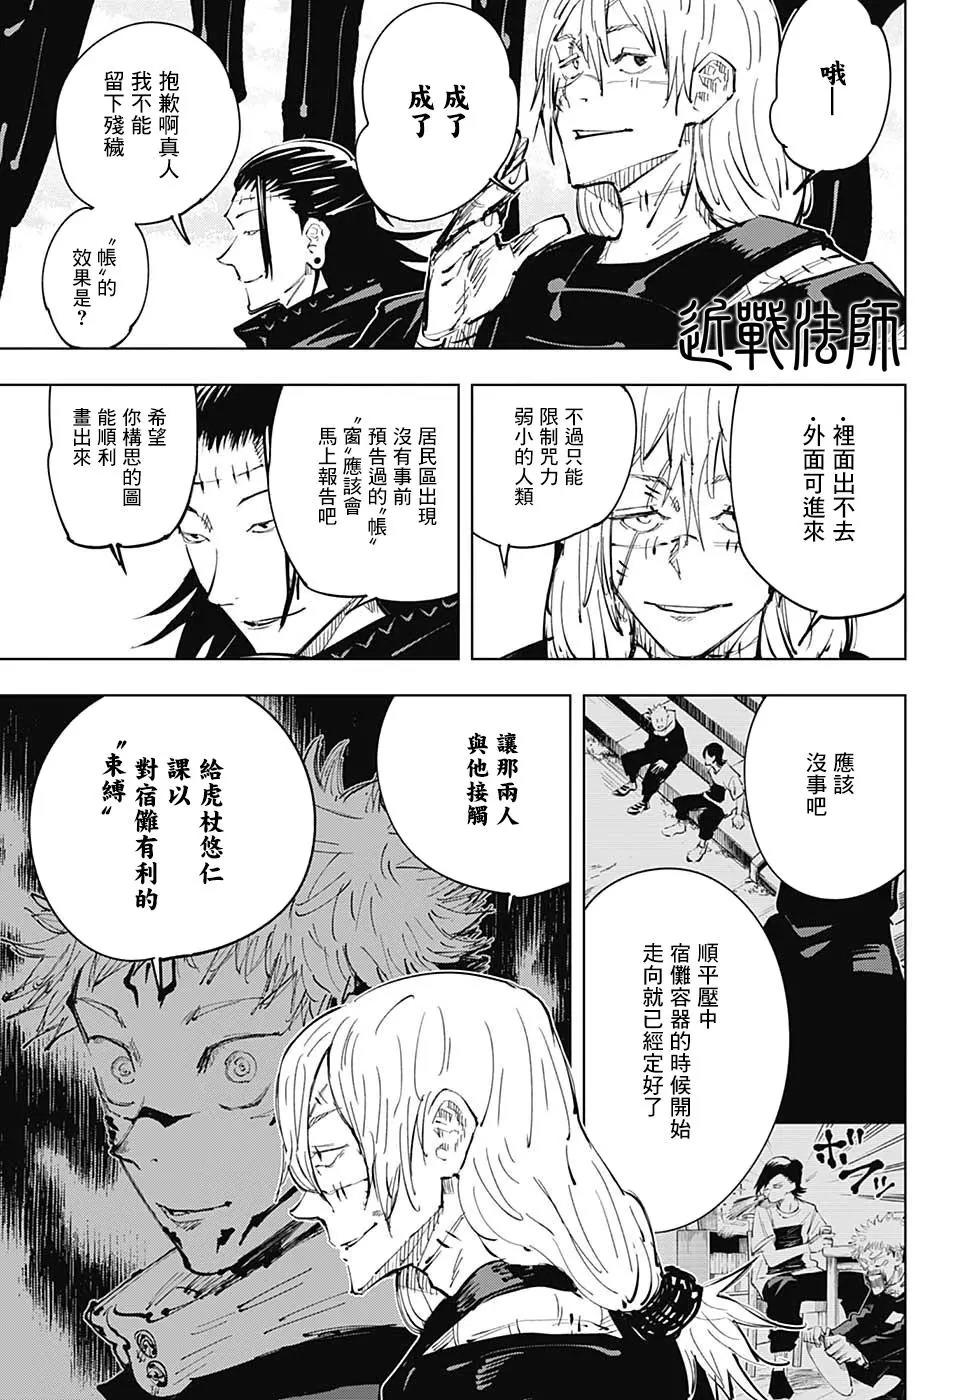 哦—
成了
成了
抱歉啊真人
我不能
留下殘穢
〝帳〞的
效果是？
近戰法師
・裡面出不去
・外面可進來
不過只能
限制咒力
弱小的人類
居民區出現
沒有事前
預告過的〝帳〞
〝窗〞應該會
馬上報告吧
希望
你構思的圖
能順利
畫出來
應該
沒事吧
順平壓中
宿儺容器的時候開始
走向就已經定好了
ボフッ
讓那兩人
與他接觸
給虎杖悠仁
課以
對宿儺有利的
〝束縛〞